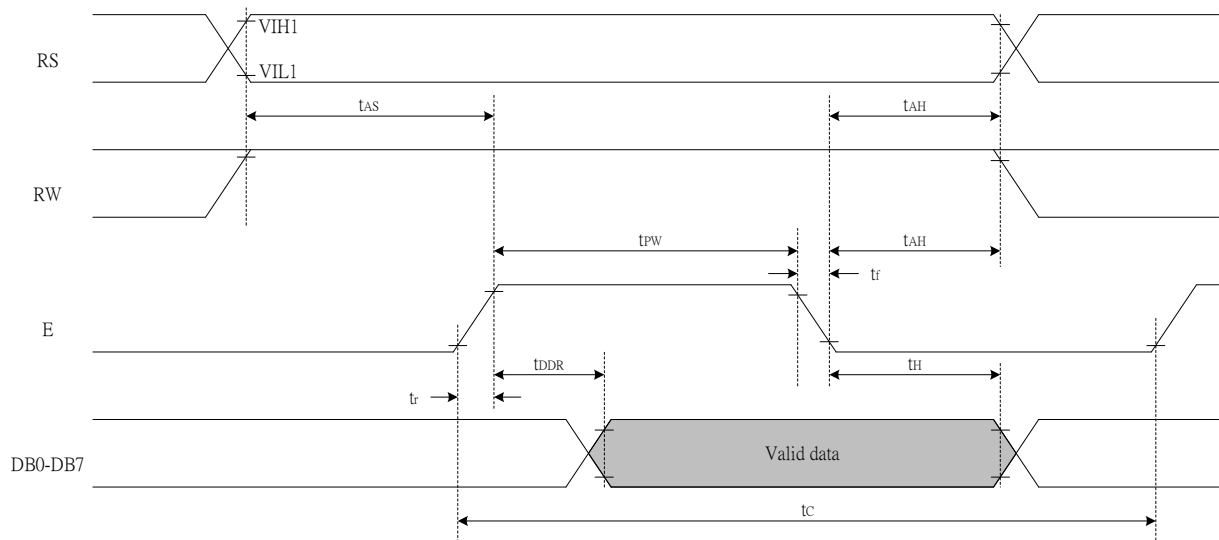 VIH1
RS
VIL1
tAS
tAH
RW
tPW
tAH
tf
E
tDDR
tH
tr
DB0-DB7
Valid data
tC